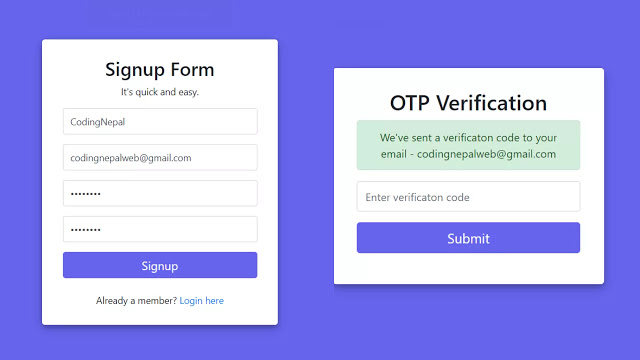 Signup Form
It's quick and easy.
CodingNepal
codingnepalweb@gmail.com
••••••••
••••••••
Signup
Already a member? Login here
OTP Verification
We've sent a verificaton code to your
email - codingnepalweb@gmail.com
Enter verificaton code
Submit